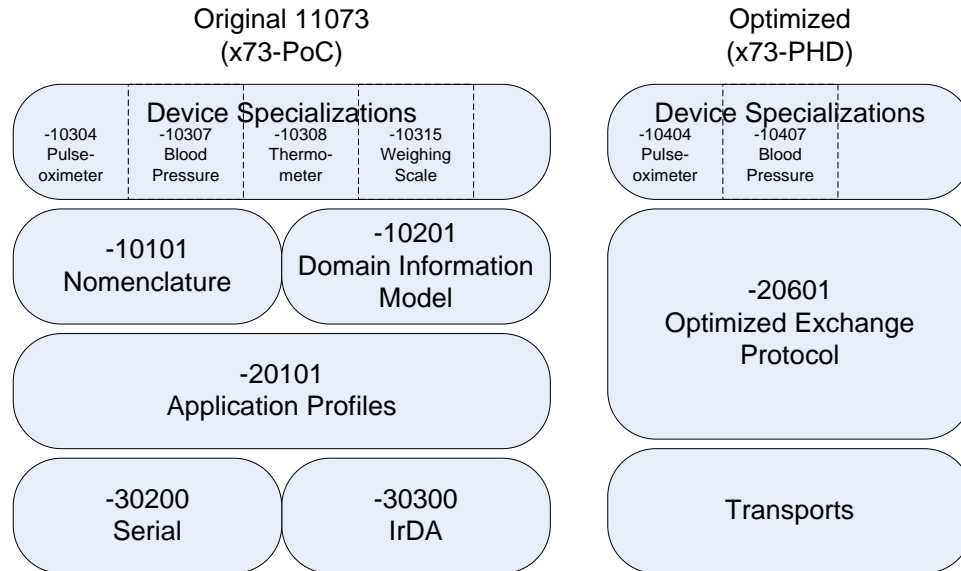 Original 11073
(x73-PoC)
Optimized
(x73-PHD)
Device Specializations
-10304
Pulse-
oximeter
-10307
Blood
Pressure
-10308
Thermo-
meter
-10315
Weighing
Scale
Device Specializations
-10404
Pulse-
oximeter
-10407
Blood
Pressure
-10101
Nomenclature
-10201
Domain Information
Model
-20601
Optimized Exchange
Protocol
-20101
Application Profiles
-30200
Serial
-30300
IrDA
Transports